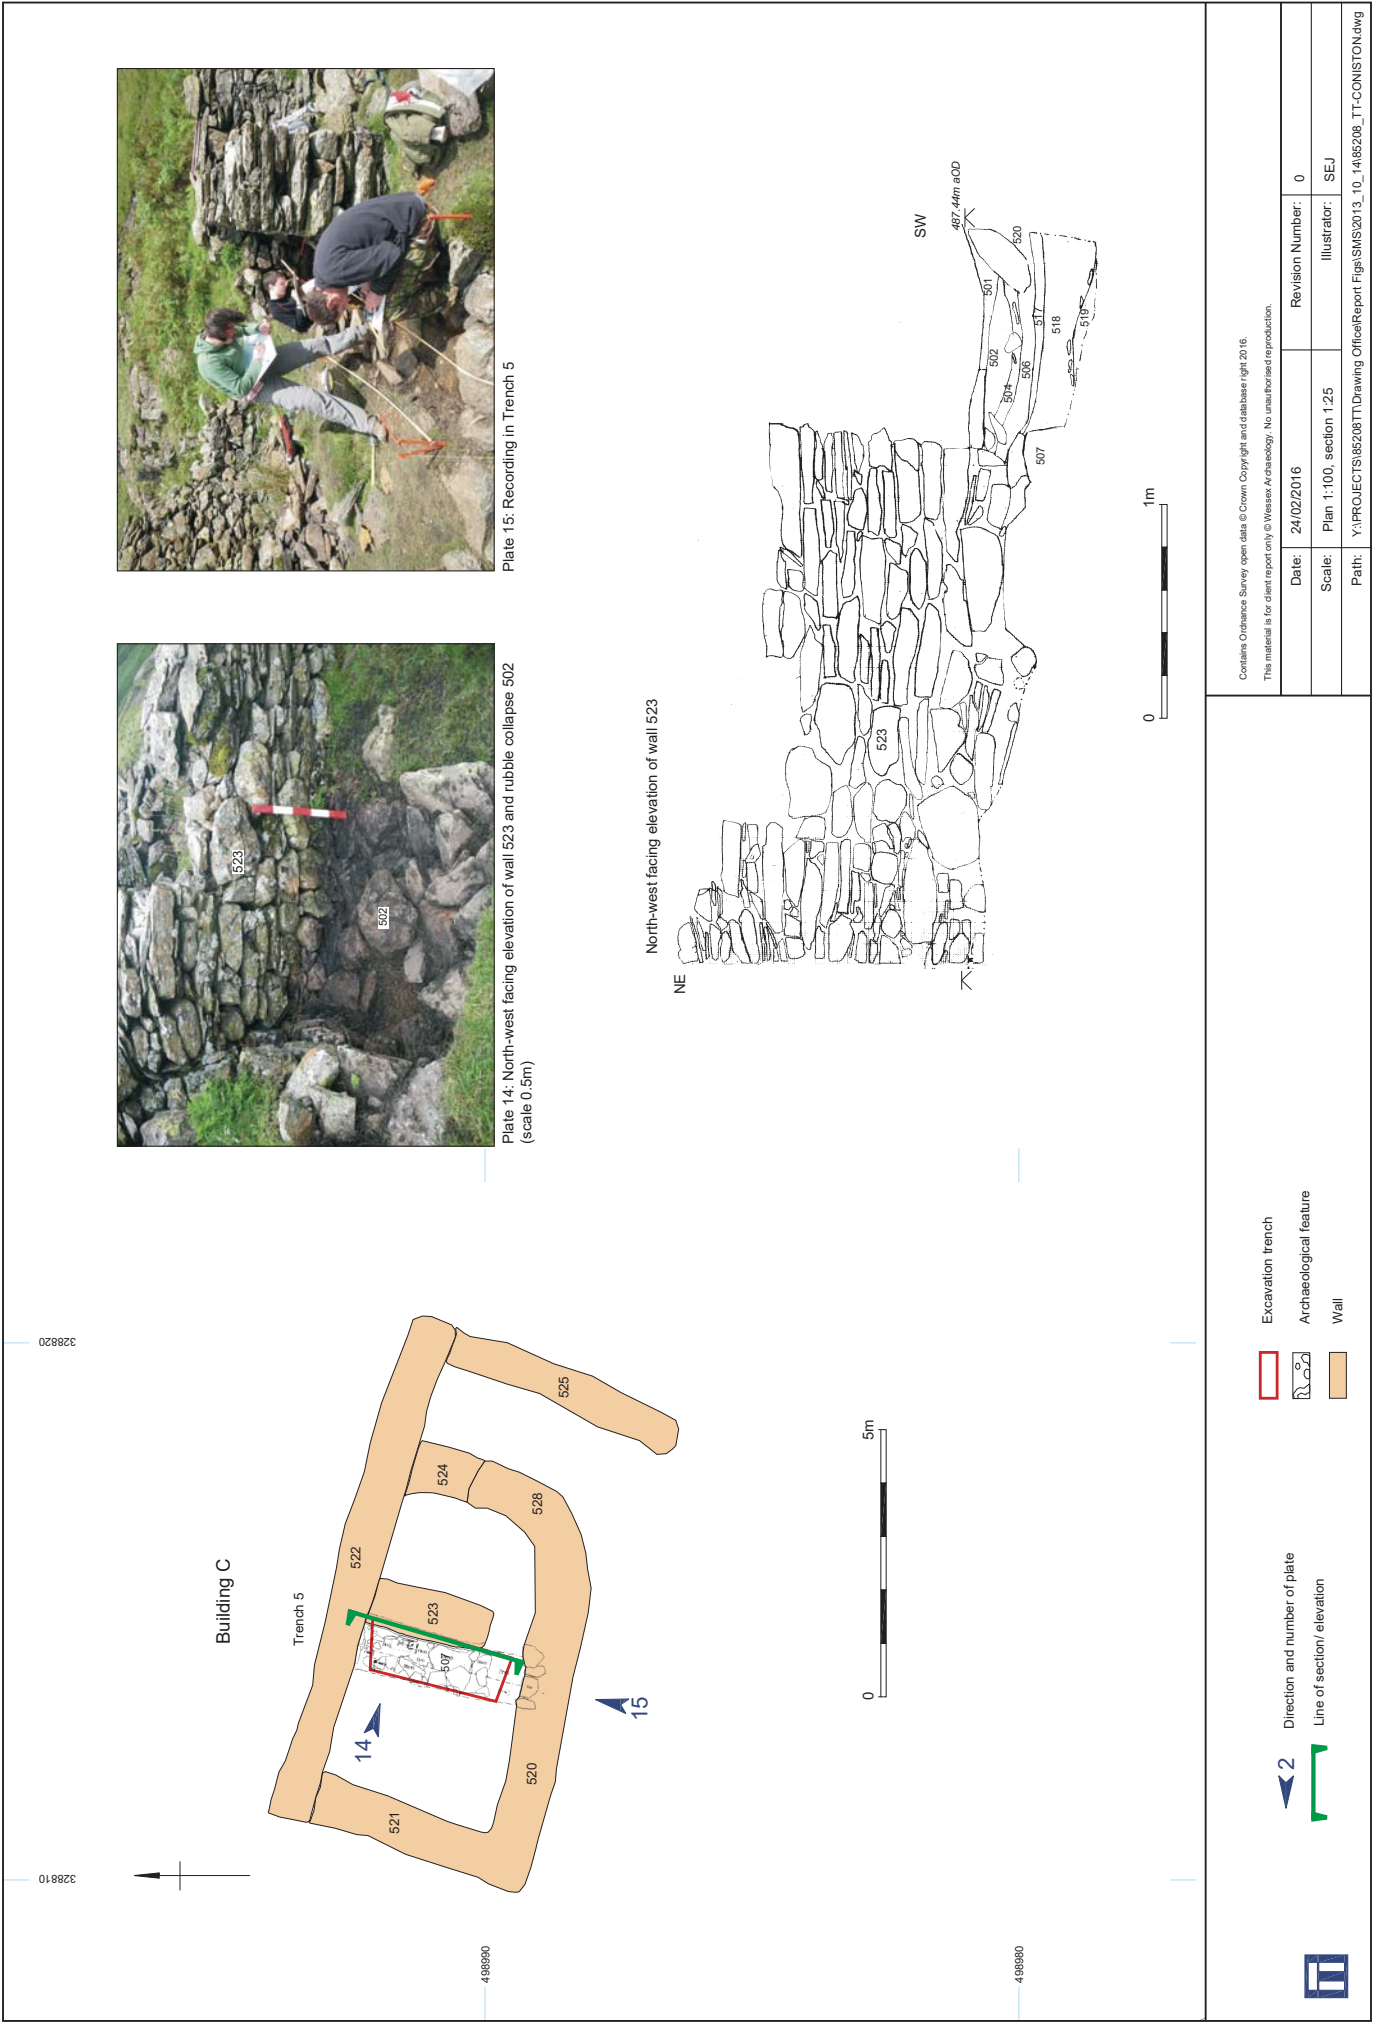 Building C
Trench 5
328810
328820
498990
498980
522
524
525
528
523
507
520
521
14
15
0
5m
523
502
Plate 14: North-west facing elevation of wall 523 and rubble collapse 502
(scale 0.5m)
Plate 15: Recording in Trench 5
North-west facing elevation of wall 523
NE
SW
487.44m aOD
523
501
502
504
506
507
517
518
519
520
0
1m
2
Direction and number of plate
Line of section/ elevation
Excavation trench
Archaeological feature
Wall
Contains Ordnance Survey open data © Crown Copyright and database right 2016.
This material is for client report only © Wessex Archaeology. No unauthorised reproduction.
Date: 24/02/2016 Revision Number: 0
Scale: Plan 1:100, section 1:25 Illustrator: SEJ
Path: Y:\PROJECTS\85208TT\Drawing Office\Report Figs\SMS\2013_10_14\85208_TT-CONISTON.dwg